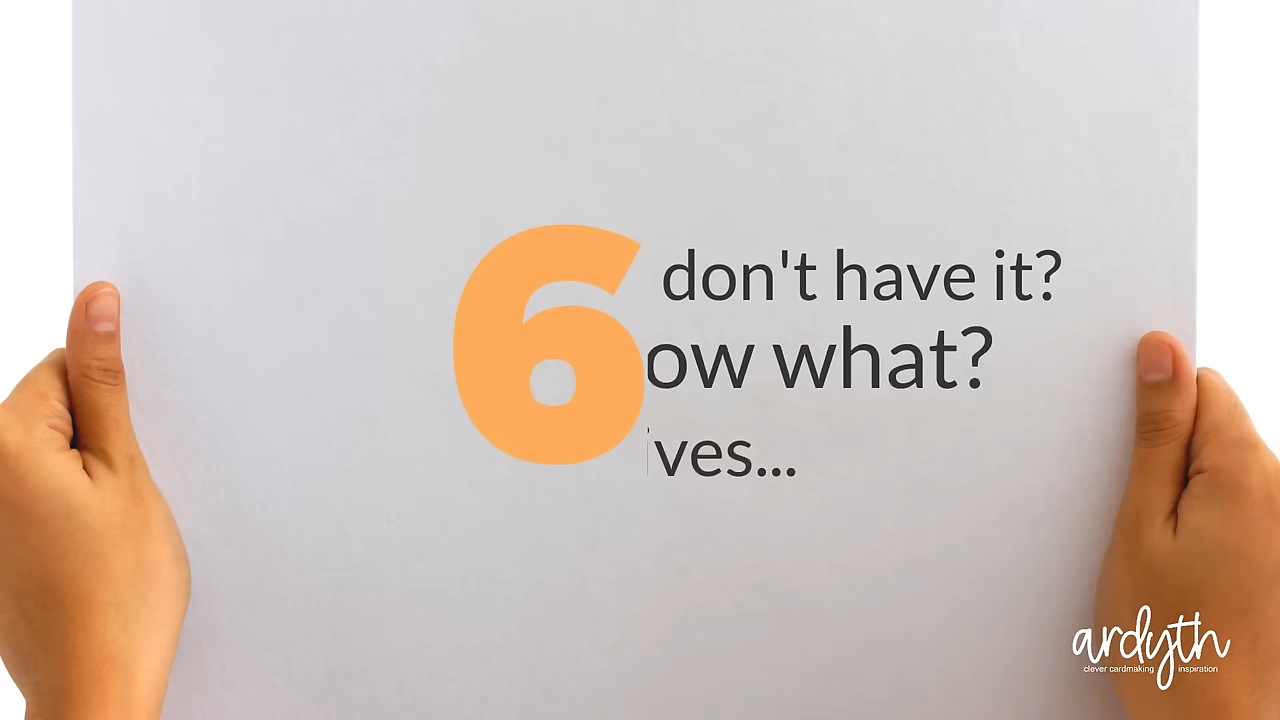 6
don't have it?
ow what?
ives...
ardyth
clever cardmaking inspiration